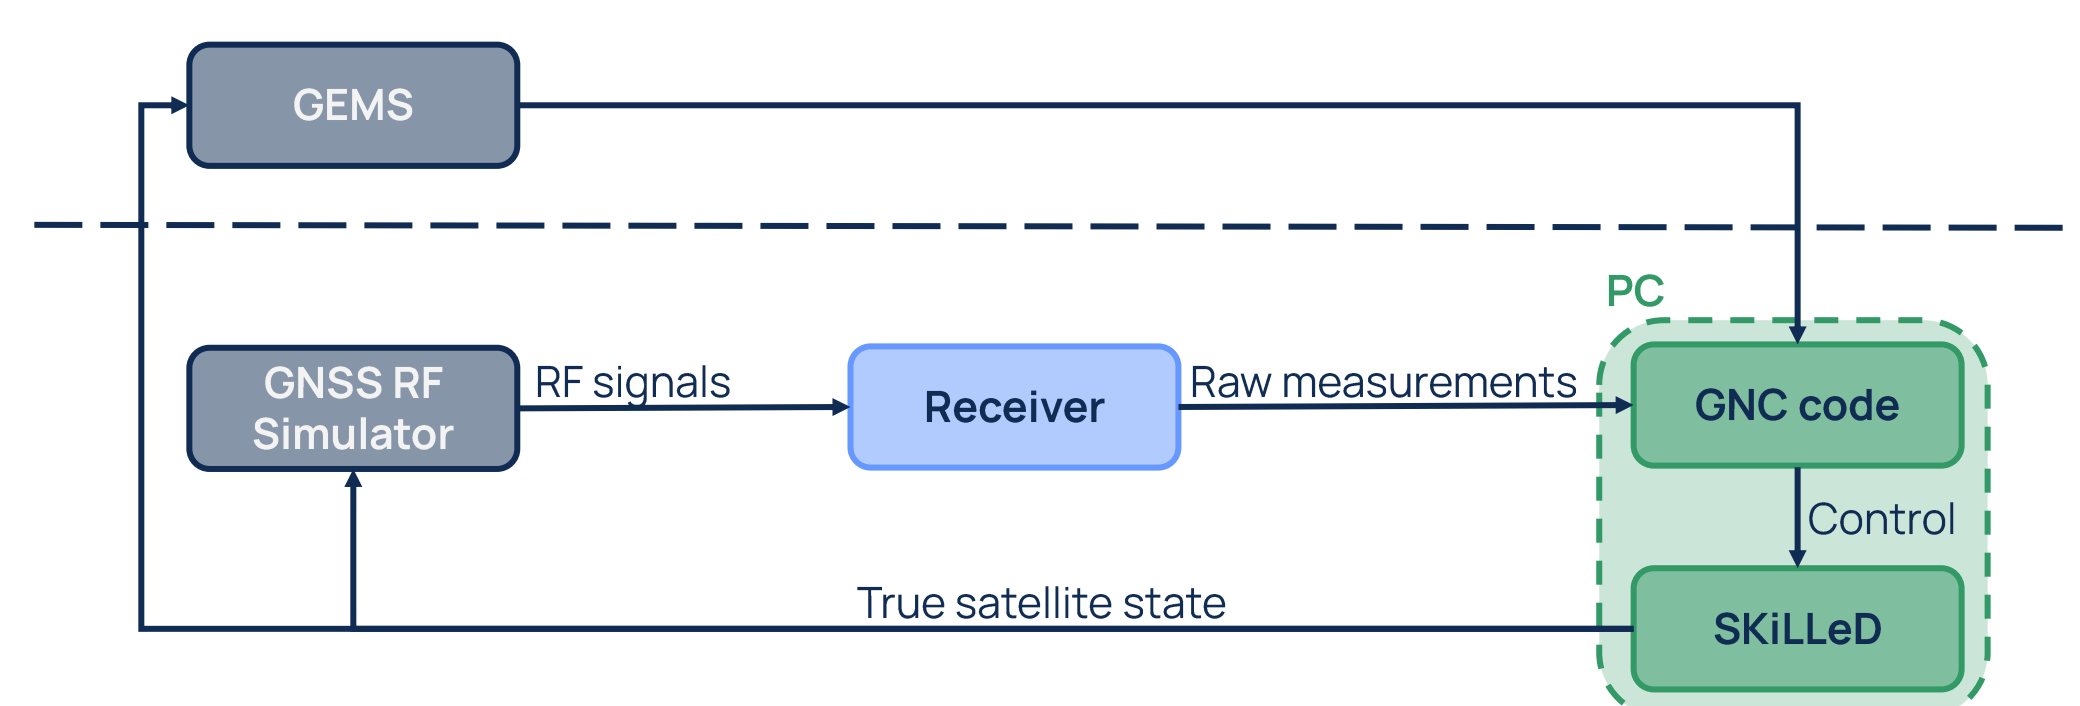 GEMS
PC
GNSS RF
Simulator
RF signals
Receiver
Raw measurements
GNC code
Control
True satellite state
SKiLLeD